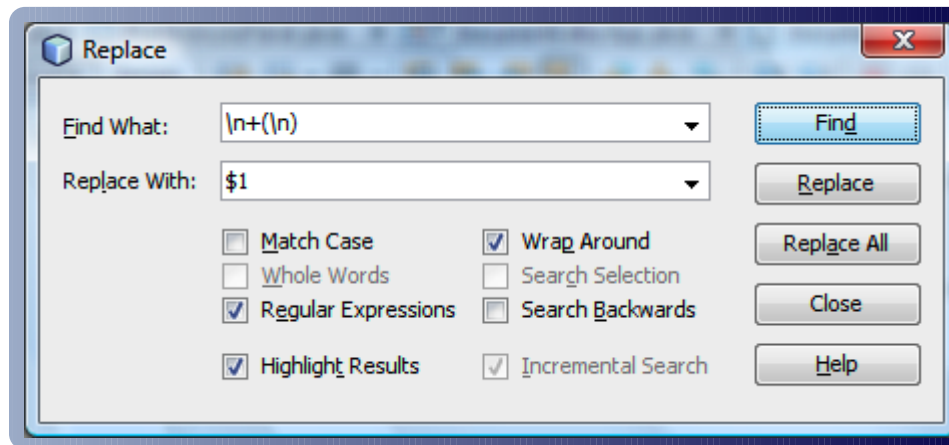 Replace
Find What: \n+(\n) Find
Replace With: $1 Replace
Match Case Wrap Around Replace All
Whole Words Search Selection
Regular Expressions Search Backwards Close
Highlight Results Incremental Search Help